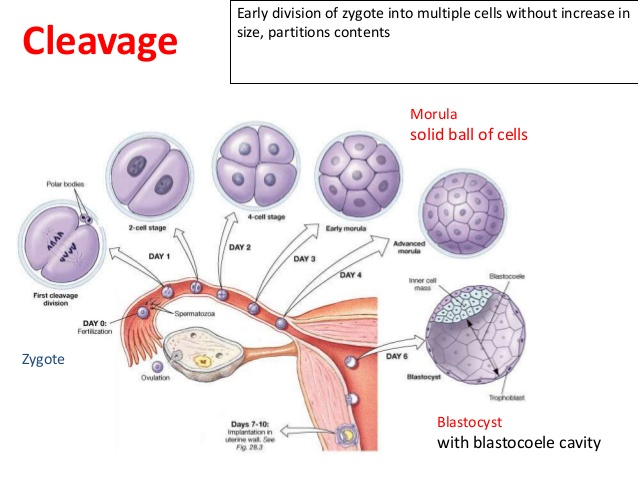 Cleavage
Early division of zygote into multiple cells without increase in
size, partitions contents
Morula
solid ball of cells
Polar bodies
2-cell stage
4-cell stage
Early morula
Advanced
morula
First cleavage
division
DAY 1
DAY 2
DAY 3
DAY 4
DAY 0:
Fertilization
Spermatozoa
Inner cell
mass
Blastocoele
Zygote
Ovulation
DAY 6
Blastocyst
Trophoblast
Days 7-10:
Implantation in
uterine wall. See
Fig. 28.3
Blastocyst
with blastocoele cavity